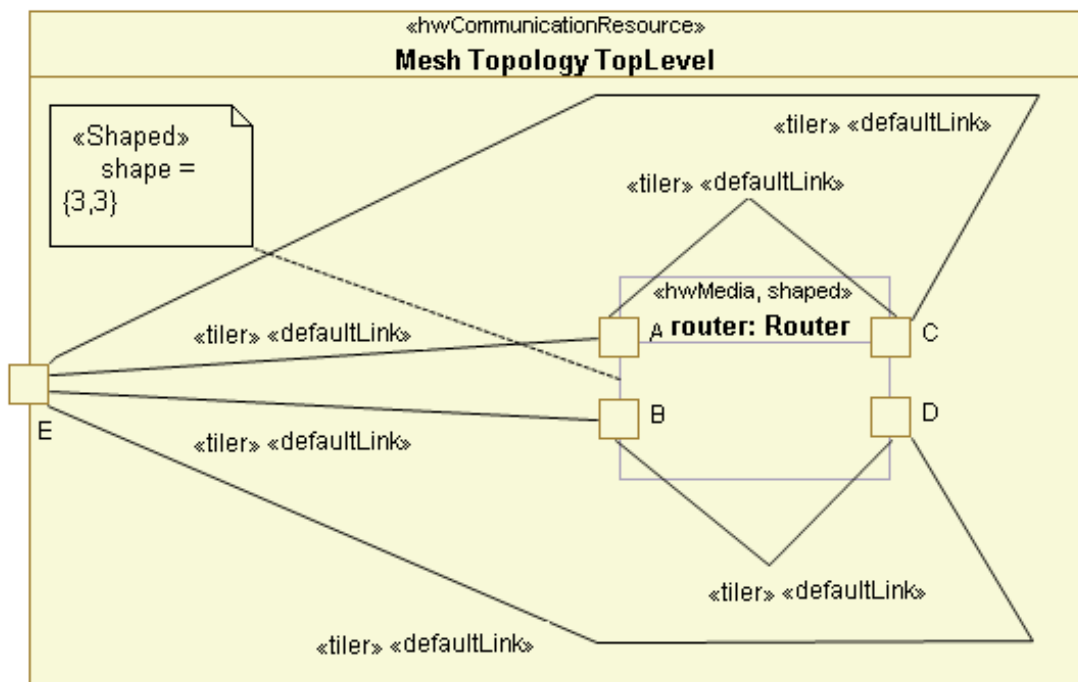 «hwCommunicationResource»
Mesh Topology TopLevel
«Shaped»
shape =
{3,3}
«tiler» «defaultLink»
«tiler» «defaultLink»
«hwMedia, shaped»
A router: Router C
«tiler» «defaultLink»
B D
E
«tiler» «defaultLink»
«tiler» «defaultLink»
«tiler» «defaultLink»